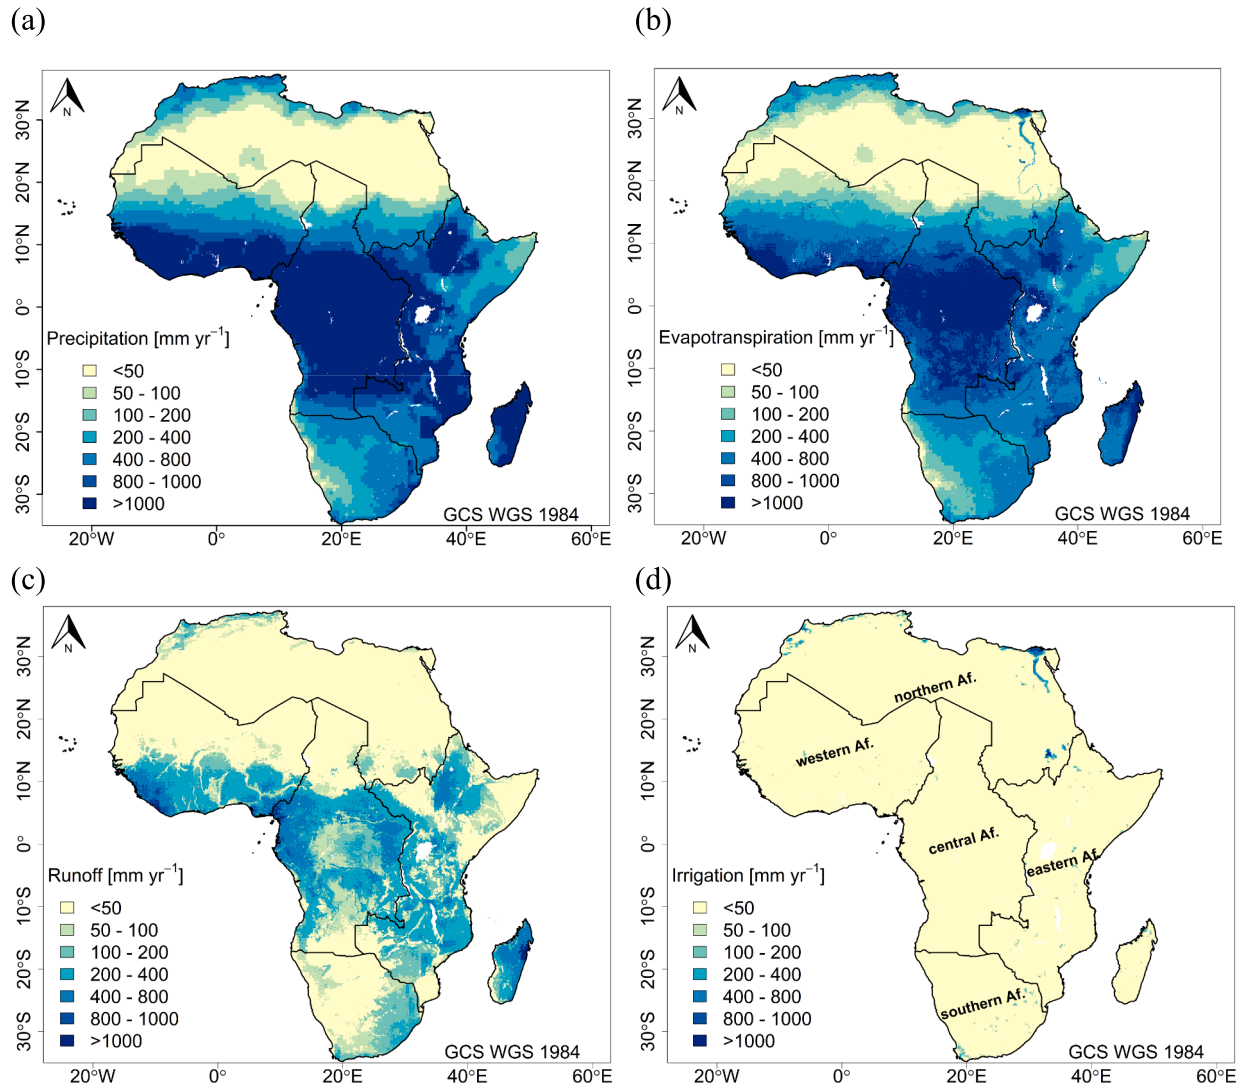 (a)
(b)
N
30°N
20°N
10°N
0°
10°S
20°S
30°S
Precipitation [mm yr⁻¹]
<50
50 - 100
100 - 200
200 - 400
400 - 800
800 - 1000
>1000
GCS WGS 1984
20°W
0°
20°E
40°E
60°E
N
30°N
20°N
10°N
0°
10°S
20°S
30°S
Evapotranspiration [mm yr⁻¹]
<50
50 - 100
100 - 200
200 - 400
400 - 800
800 - 1000
>1000
GCS WGS 1984
20°W
0°
20°E
40°E
60°E
(c)
(d)
N
30°N
20°N
10°N
0°
10°S
20°S
30°S
Runoff [mm yr⁻¹]
<50
50 - 100
100 - 200
200 - 400
400 - 800
800 - 1000
>1000
GCS WGS 1984
20°W
0°
20°E
40°E
60°E
N
30°N
20°N
10°N
0°
10°S
20°S
30°S
northern Af.
western Af.
central Af.
eastern Af.
southern Af.
Irrigation [mm yr⁻¹]
<50
50 - 100
100 - 200
200 - 400
400 - 800
800 - 1000
>1000
GCS WGS 1984
20°W
0°
20°E
40°E
60°E